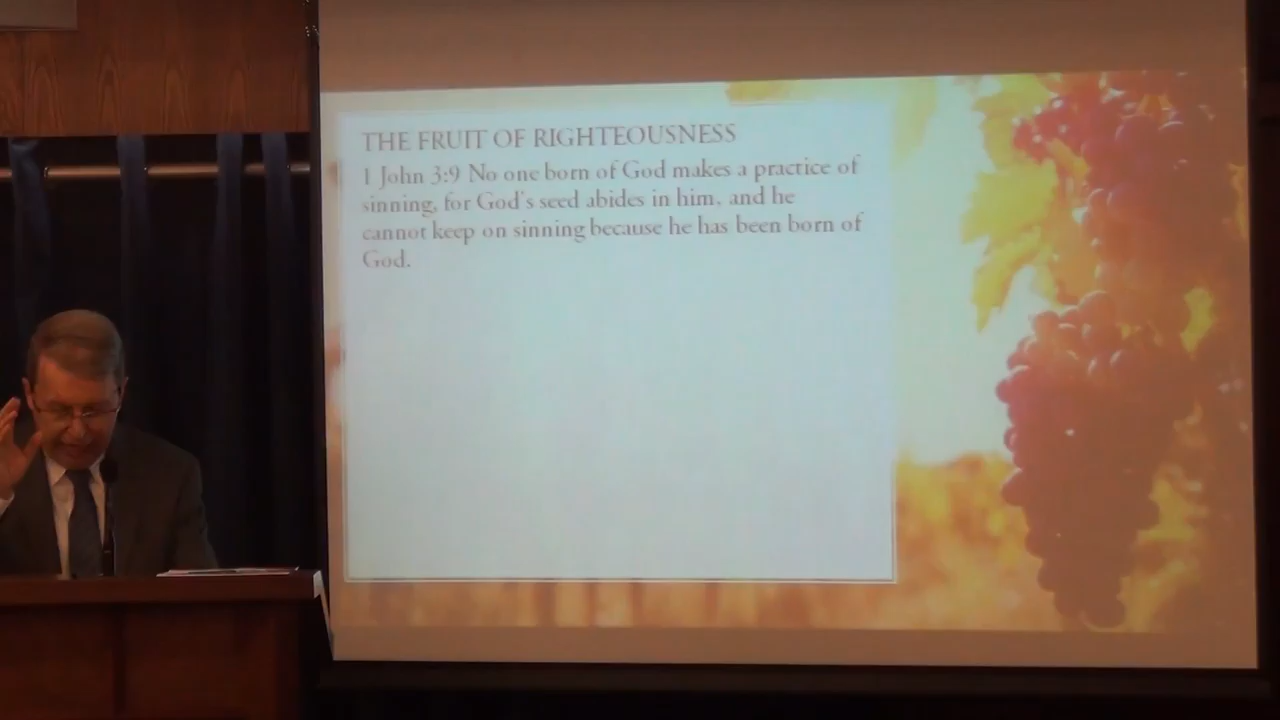 THE FRUIT OF RIGHTEOUSNESS
1 John 3:9 No one born of God makes a practice of
sinning, for God's seed abides in him, and he
cannot keep on sinning because he has been born of
God.